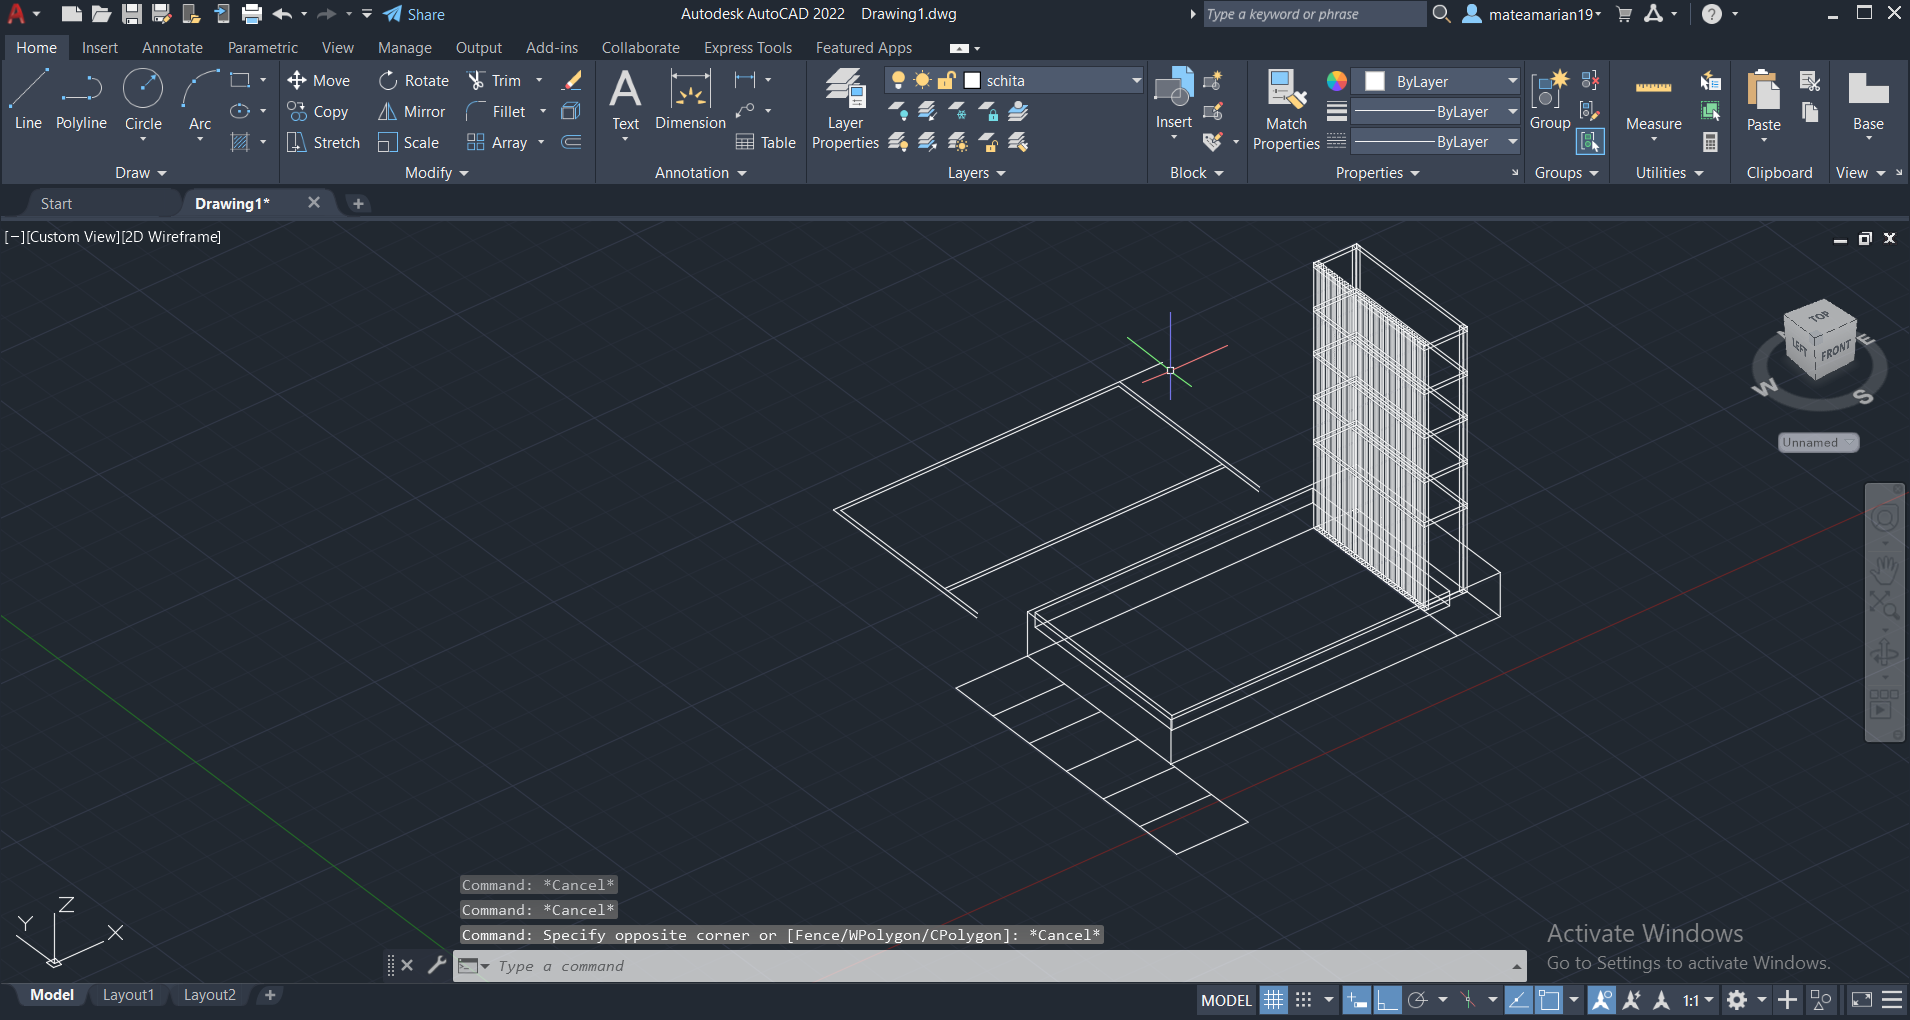 Share
Autodesk AutoCAD 2022 Drawing1.dwg
Type a keyword or phrase
mateamarian19
Home Insert Annotate Parametric View Manage Output Add-ins Collaborate Express Tools Featured Apps
Line Polyline Circle Arc
Draw
Move Rotate Trim
Copy Mirror Fillet
Stretch Scale Array
Modify
Text Dimension Table
Annotation
Layer Properties
schita
Layers
Insert
Block
Match Properties
ByLayer
ByLayer
ByLayer
Properties
Group
Groups
Measure
Utilities
Paste
Clipboard
Base
View
Start Drawing1*
[−][Custom View][2D Wireframe]
TOP
LEFT FRONT
E
W S
Unnamed
Z
Y X
Command: *Cancel*
Command: *Cancel*
Command: Specify opposite corner or [Fence/WPolygon/CPolygon]: *Cancel*
Type a command
Activate Windows
Go to Settings to activate Windows.
Model Layout1 Layout2
MODEL 1:1